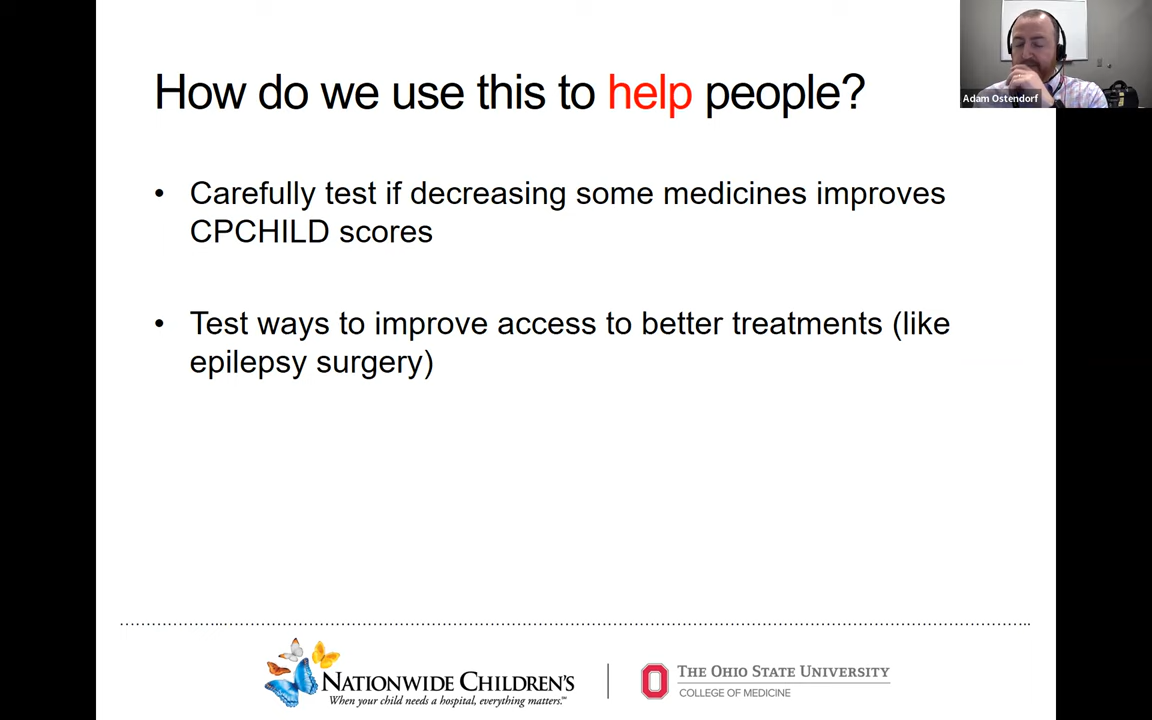 How do we use this to help people?
Adam Ostendorf
• Carefully test if decreasing some medicines improves
CPCHILD scores
• Test ways to improve access to better treatments (like
epilepsy surgery)
NATIONWIDE CHILDREN'S
When your child needs a hospital, everything matters.™
THE OHIO STATE UNIVERSITY
COLLEGE OF MEDICINE